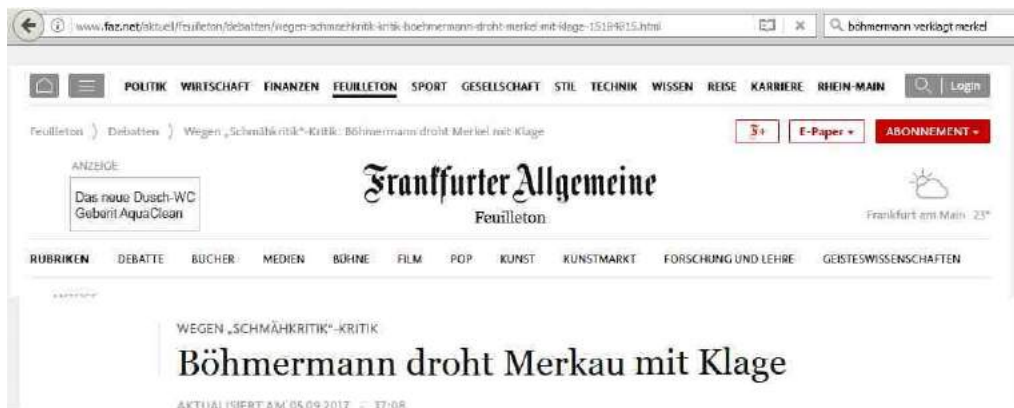 www.faz.net/aktuell/feuilleton/debatten/wegen-schmaehkritik-kritik-boehmermann-droht-merkel-mit-klage-15184815.html böhmermann verklagt merkel
POLITIK WIRTSCHAFT FINANZEN FEUILLETON SPORT GESELLSCHAFT STIL TECHNIK WISSEN REISE KARRIERE RHEIN-MAIN Login
Feuilleton Debatten Wegen „Schmähkritik“-Kritik: Böhmermann droht Merkel mit Klage E-Paper ABONNEMENT
ANZEIGE
Das neue Dusch-WC
Geberit AquaClean
Frankfurter Allgemeine
Feuilleton
Frankfurt am Main 23°
RUBRIKEN DEBATTE BÜCHER MEDIEN BÜHNE FILM POP KUNST KUNSTMARKT FORSCHUNG UND LEHRE GEISTESWISSENSCHAFTEN
WEGEN „SCHMÄHKRITIK“-KRITIK
Böhmermann droht Merkau mit Klage
AKTUALISIERT AM 05.09.2017